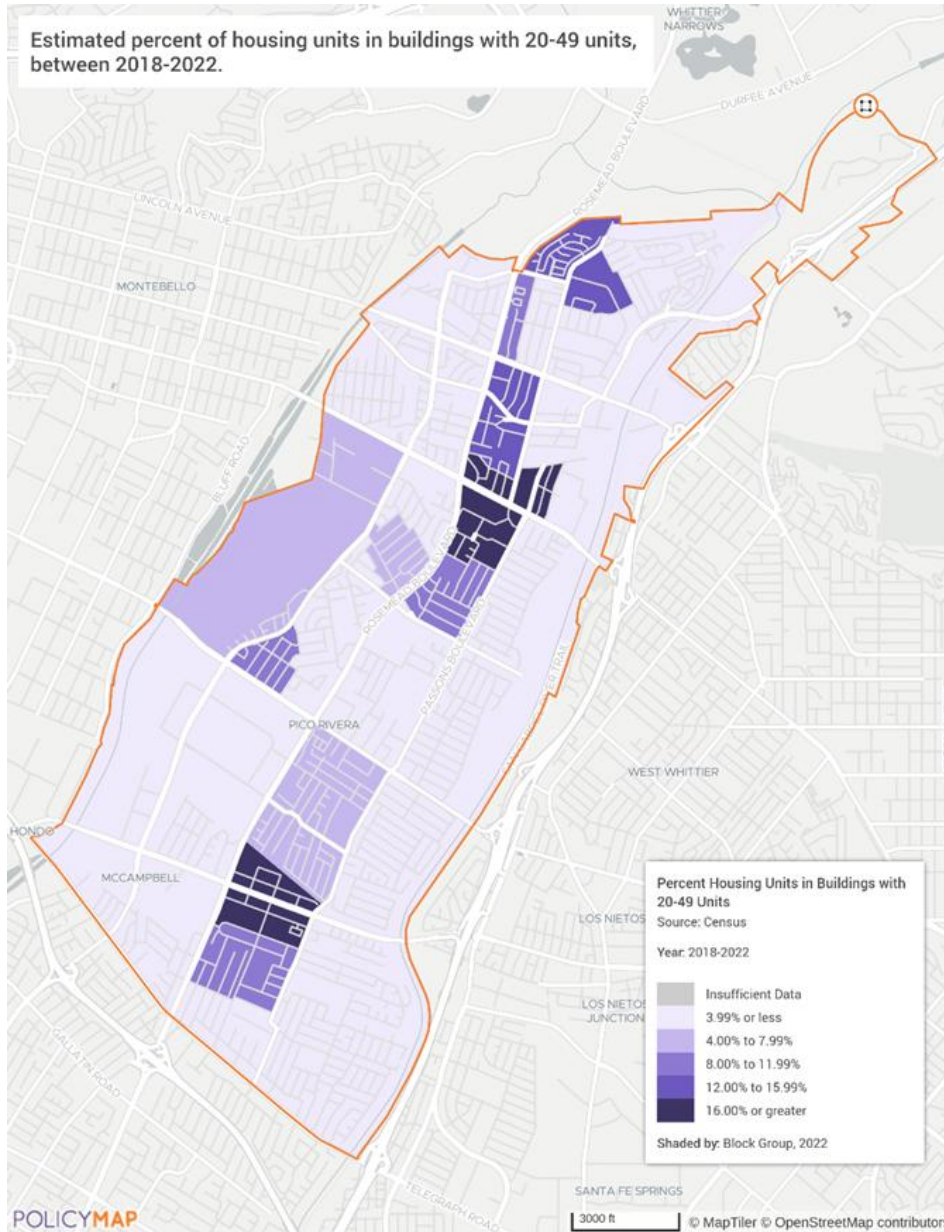 Estimated percent of housing units in buildings with 20-49 units,
between 2018-2022.
WHITTIER
NARROWS
DURFEE AVENUE
ROSEMEAD BOULEVARD
LINCOLN AVENUE
MONTEBELLO
BLUFF ROAD
ROSEMEAD BOULEVARD
PASSONS BOULEVARD
PICO RIVERA
WEST WHITTIER
HONDO
MCCAMPBELL
LOS NIETOS
LOS NIETOS
JUNCTION
TELEGRAPH ROAD
SANTA FE SPRINGS
Percent Housing Units in Buildings with
20-49 Units
Source: Census
Year: 2018-2022
Insufficient Data
3.99% or less
4.00% to 7.99%
8.00% to 11.99%
12.00% to 15.99%
16.00% or greater
Shaded by: Block Group, 2022
POLICYMAP
3000 ft
© MapTiler © OpenStreetMap contributor